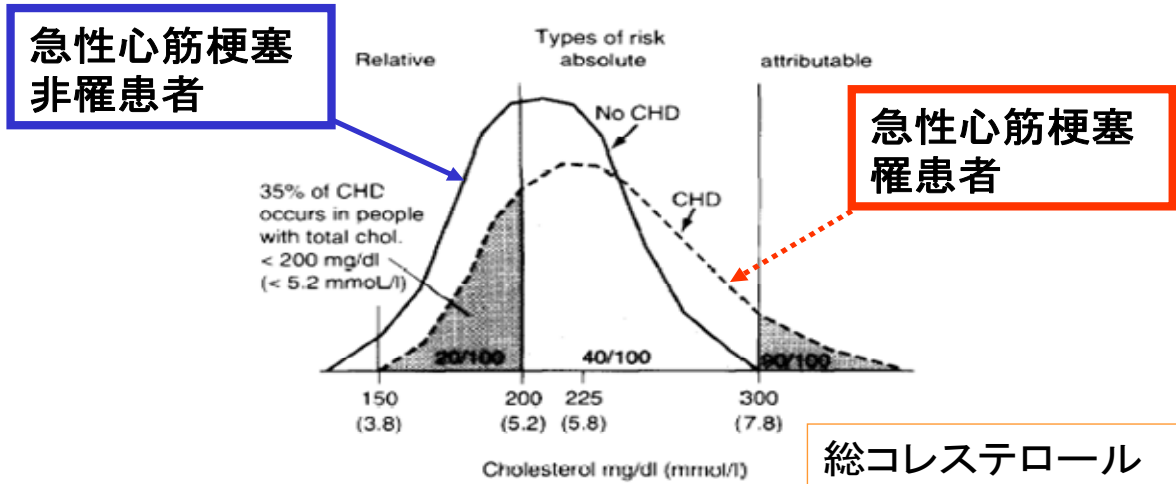 急性心筋梗塞
非罹患者
Relative
Types of risk
absolute
attributable
No CHD
急性心筋梗塞
罹患者
35% of CHD
occurs in people
with total chol.
< 200 mg/dl
(< 5.2 mmoL/l)
CHD
20/100
40/100
90/100
150
200
225
300
(3.8)
(5.2)
(5.8)
(7.8)
Cholesterol mg/dl (mmol/l)
総コレステロール